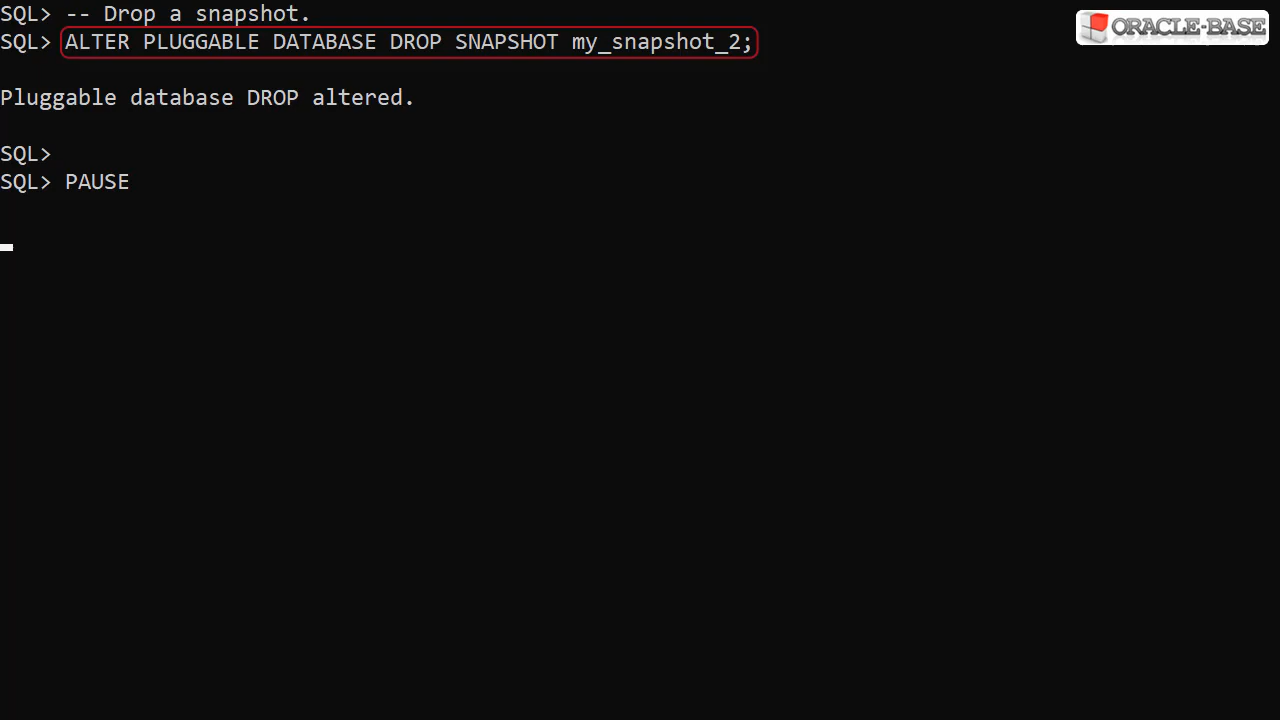 SQL> -- Drop a snapshot.
SQL> ALTER PLUGGABLE DATABASE DROP SNAPSHOT my_snapshot_2;
Pluggable database DROP altered.
SQL>
SQL> PAUSE
ORACLE-BASE